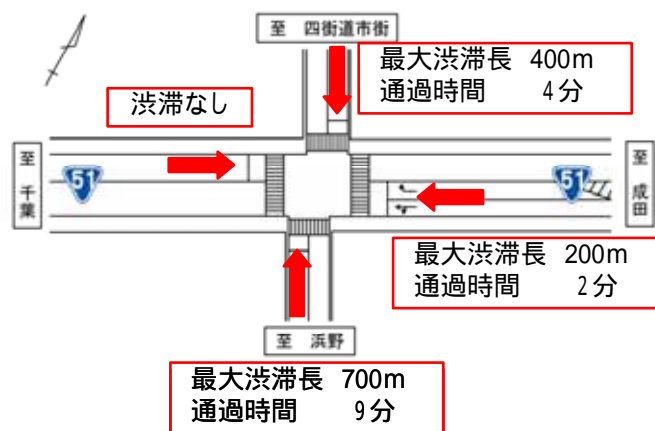 至 四街道市街
最大渋滞長 400m
通過時間 4分
渋滞なし
至 千葉
51
51
至 成田
最大渋滞長 200m
通過時間 2分
至 浜野
最大渋滞長 700m
通過時間 9分